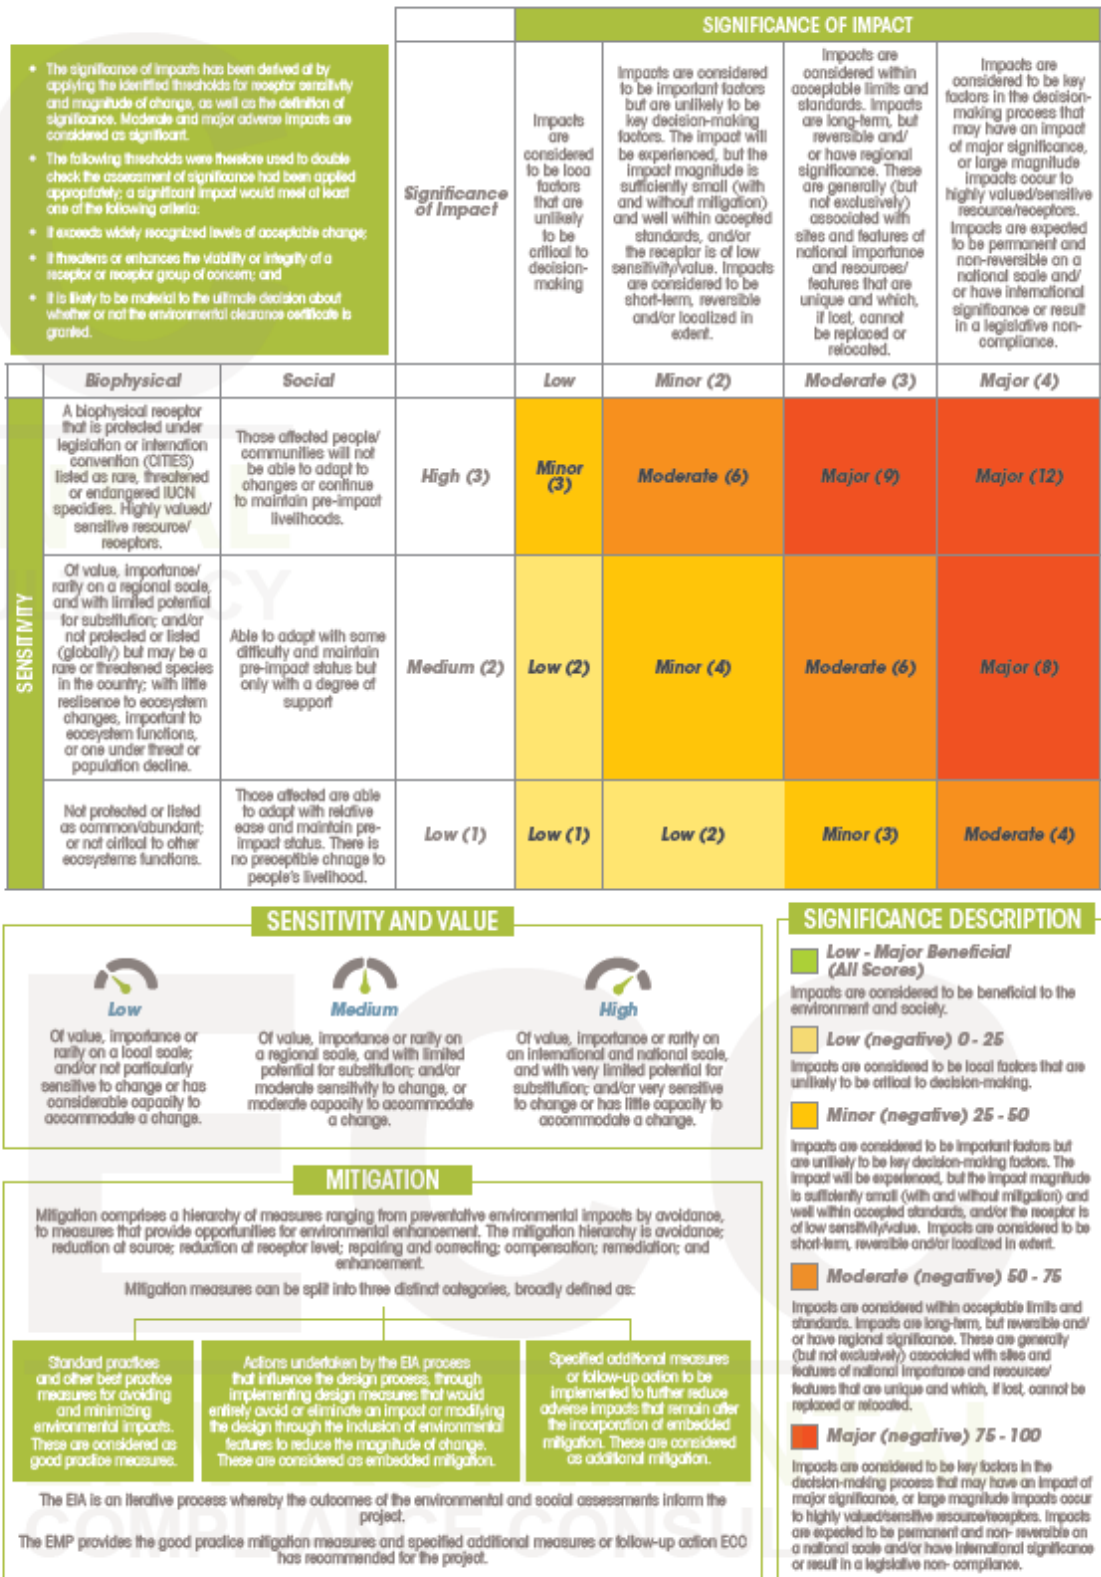 SIGNIFICANCE OF IMPACT
• The significance of impacts has been derived at by
applying the identified thresholds for receptor sensitivity
and magnitude of change, as well as the definition of
significance. Moderate and major adverse impacts are
considered as significant.
• The following thresholds were therefore used to double
check the assessment of significance had been applied
appropriately; a significant impact would meet at least
one of the following criteria:
• It exceeds widely recognized levels of acceptable change;
• It threatens or enhances the viability or integrity of a
receptor or receptor group of concern; and
• It is likely to be material to the ultimate decision about
whether or not the environmental clearance certificate is
granted.
Significance
of Impact
Impacts
are
considered
to be loca
factors
that are
unlikely
to be
critical to
decision-
making
Impacts are considered
to be important factors
but are unlikely to be
key decision-making
factors. The impact will
be experienced, but the
impact magnitude is
sufficiently small (with
and without mitigation)
and well within accepted
standards, and/or
the receptor is of low
sensitivity/value. Impacts
are considered to be
short-term, reversible
and/or localized in
extent.
Impacts are
considered within
acceptable limits and
standards. Impacts
are long-term, but
reversible and/
or have regional
significance. These
are generally (but
not exclusively)
associated with
sites and features of
national importance
and resources/
features that are
unique and which,
if lost, cannot
be replaced or
relocated.
Impacts are
considered to be key
factors in the decision-
making process that
may have an impact
of major significance,
or large magnitude
impacts occur to
highly valued/sensitive
resource/receptors.
Impacts are expected
to be permanent and
non-reversible on a
national scale and/
or have international
significance or result
in a legislative non-
compliance.
Biophysical
Social
Low
Minor (2)
Moderate (3)
Major (4)
SENSITIVITY
A biophysical receptor
that is protected under
legislation or internation
convention (CITIES)
listed as rare, threatened
or endangered IUCN
specidies. Highly valued/
sensitive resource/
receptors.
Those affected people/
communities will not
be able to adapt to
changes or continue
to maintain pre-impact
livelihoods.
High (3)
Minor
(3)
Moderate (6)
Major (9)
Major (12)
Of value, importance/
rarity on a regional scale,
and with limited potential
for substitution; and/or
not protected or listed
(globally) but may be a
rare or threatened species
in the country; with little
reslisence to ecosystem
changes, important to
ecosystem functions,
or one under threat or
population decline.
Able to adapt with some
difficulty and maintain
pre-impact status but
only with a degree of
support
Medium (2)
Low (2)
Minor (4)
Moderate (6)
Major (8)
Not protected or listed
as common/abundant;
or not cirtical to other
ecosystems functions.
Those affected are able
to adapt with relative
ease and maintain pre-
impact status. There is
no preceptible chnage to
people's livelihood.
Low (1)
Low (1)
Low (2)
Minor (3)
Moderate (4)
SENSITIVITY AND VALUE
Low
Of value, importance or
rarity on a local scale;
and/or not particularly
sensitive to change or has
considerable capacity to
accommodate a change.
Medium
Of value, importance or rarity on
a regional scale, and with limited
potential for substitution; and/or
moderate sensitivity to change, or
moderate capacity to accommodate
a change.
High
Of value, importance or rarity on
an international and national scale,
and with very limited potential for
substitution; and/or very sensitive
to change or has little capacity to
accommodate a change.
MITIGATION
Mitigation comprises a hierarchy of measures ranging from preventative environmental impacts by avoidance,
to measures that provide opportunities for environmental enhancement. The mitigation hierarchy is avoidance;
reduction at source; reduction at receptor level; repairing and correcting; compensation; remediation; and
enhancement.
Mitigation measures can be split into three distinct categories, broadly defined as:
Standard practices
and other best practice
measures for avoiding
and minimizing
environmental impacts.
These are considered as
good practice measures.
Actions undertaken by the EIA process
that influence the design process, through
implementing design measures that would
entirely avoid or eliminate an impact or modifying
the design through the inclusion of environmental
features to reduce the magnitude of change.
These are considered as embedded mitigation.
Specified additional measures
or follow-up action to be
implemented to further reduce
adverse impacts that remain after
the incorporation of embedded
mitigation. These are considered
as additional mitigation.
The EIA is an iterative process whereby the outcomes of the environmental and social assessments inform the
project.
The EMP provides the good practice mitigation measures and specified additional measures or follow-up action ECC
has recommended for the project.
SIGNIFICANCE DESCRIPTION
Low - Major Beneficial
(All Scores)
Impacts are considered to be beneficial to the
environment and society.
Low (negative) 0 - 25
Impacts are considered to be local factors that are
unlikely to be critical to decision-making.
Minor (negative) 25 - 50
Impacts are considered to be important factors but
are unlikely to be key decision-making factors. The
impact will be experienced, but the impact magnitude
is sufficiently small (with and without mitigation) and
well within accepted standards, and/or the receptor is
of low sensitivity/value. Impacts are considered to be
short-term, reversible and/or localized in extent.
Moderate (negative) 50 - 75
Impacts are considered within acceptable limits and
standards. Impacts are long-term, but reversible and/
or have regional significance. These are generally
(but not exclusively) associated with sites and
features of national importance and resources/
features that are unique and which, if lost, cannot be
replaced or relocated.
Major (negative) 75 - 100
Impacts are considered to be key factors in the
decision-making process that may have an impact of
major significance, or large magnitude impacts occur
to highly valued/sensitive resource/receptors. Impacts
are expected to be permanent and non- reversible on
a national scale and/or have international significance
or result in a legislative non- compliance.